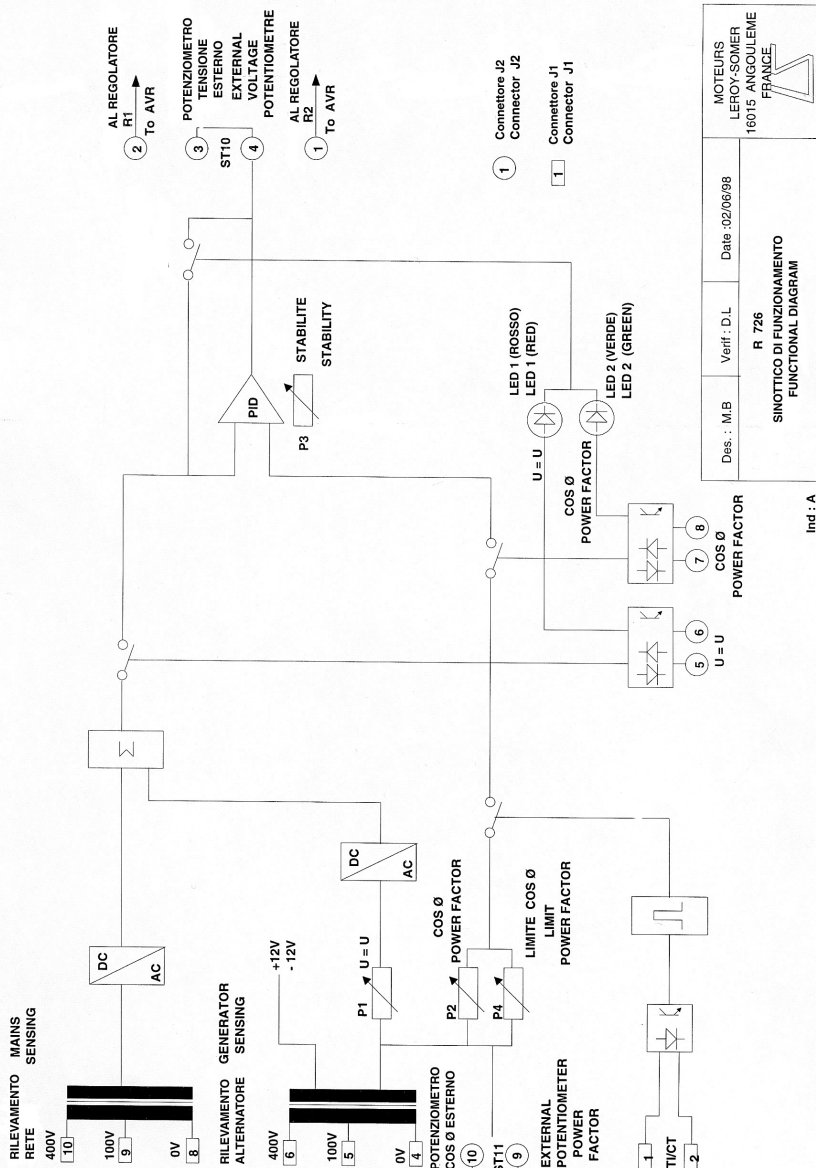 RILEVAMENTO
RETE
MAINS
SENSING
400V
10
100V
9
0V
8
DC
AC
Σ
RILEVAMENTO
ALTERNATORE
GENERATOR
SENSING
400V
6
100V
5
0V
4
+12V
- 12V
P1
U = U
DC
AC
POTENZIOMETRO
COS Ø ESTERNO
10
ST11
9
EXTERNAL
POTENTIOMETER
POWER
FACTOR
P2
COS Ø
POWER FACTOR
P4
LIMITE COS Ø
LIMIT
POWER FACTOR
1
TI/CT
2
PID
P3
STABILITE
STABILITY
AL REGOLATORE
R1
2
To AVR
3
ST10
4
POTENZIOMETRO
TENSIONE
ESTERNO
EXTERNAL
VOLTAGE
POTENTIOMETRE
AL REGOLATORE
R2
1
To AVR
U = U
LED 1 (ROSSO)
LED 1 (RED)
COS Ø
POWER FACTOR
LED 2 (VERDE)
LED 2 (GREEN)
5
6
U = U
7
8
COS Ø
POWER FACTOR
1
Connettore J2
Connector J2
1
Connettore J1
Connector J1
Des. : M.B
Verif : D.L
Date :02/06/98
R 726
SINOTTICO DI FUNZIONAMENTO
FUNCTIONAL DIAGRAM
MOTEURS
LEROY-SOMER
16015 ANGOULEME
FRANCE
Ind : A